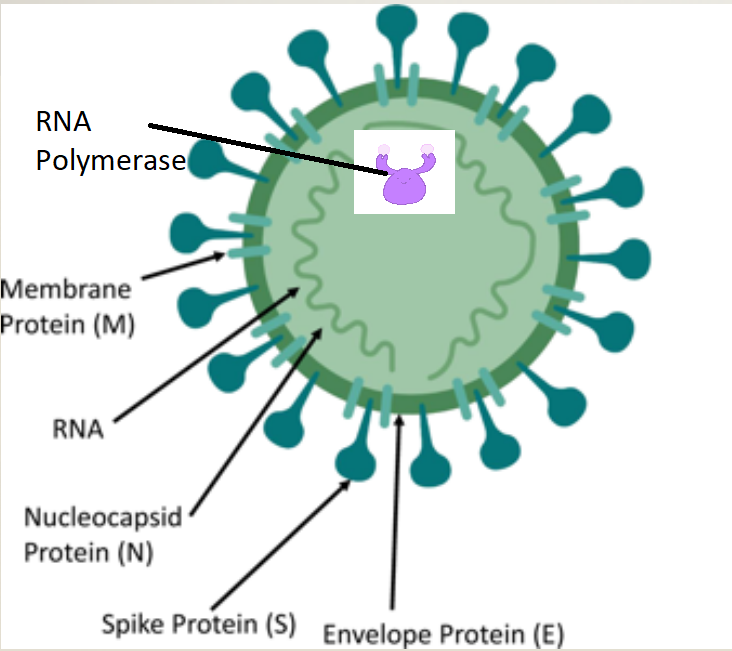 RNA
Polymerase
Membrane
Protein (M)
RNA
Nucleocapsid
Protein (N)
Spike Protein (S)
Envelope Protein (E)